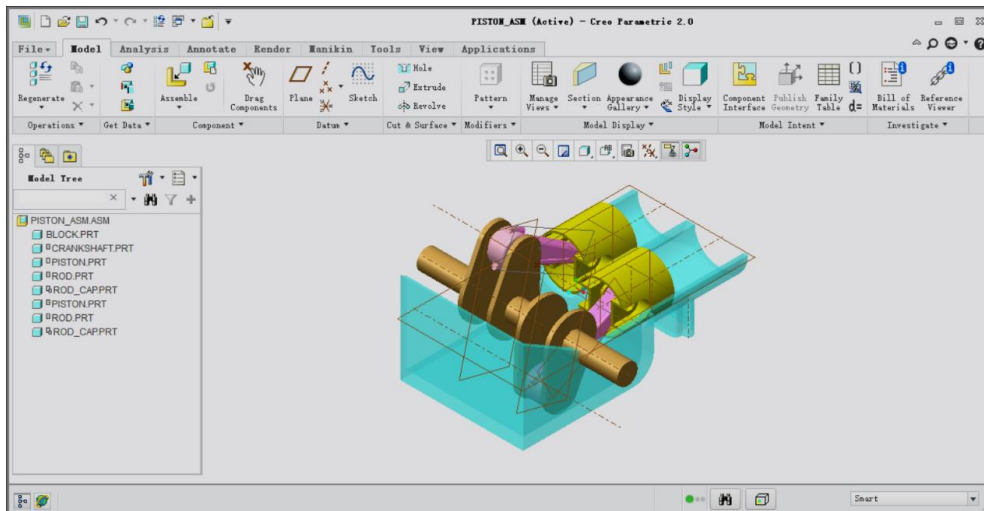 PISTON_ASM (Active) - Creo Parametric 2.0
File Model Analysis Annotate Render Manikin Tools View Applications
Regenerate
Assemble
Drag Components
Plane
Sketch
Hole
Extrude
Revolve
Pattern
Manage Views
Section
Appearance Gallery
Display Style
Component Interface
Publish Geometry
Family Table
d=
Bill of Materials
Reference Viewer
Operations Get Data Component Datum Cut & Surface Modifiers Model Display Model Intent Investigate
Model Tree
PISTON_ASM.ASM
BLOCK.PRT
CRANKSHAFT.PRT
PISTON.PRT
ROD.PRT
ROD_CAP.PRT
PISTON.PRT
ROD.PRT
ROD_CAP.PRT
Smart